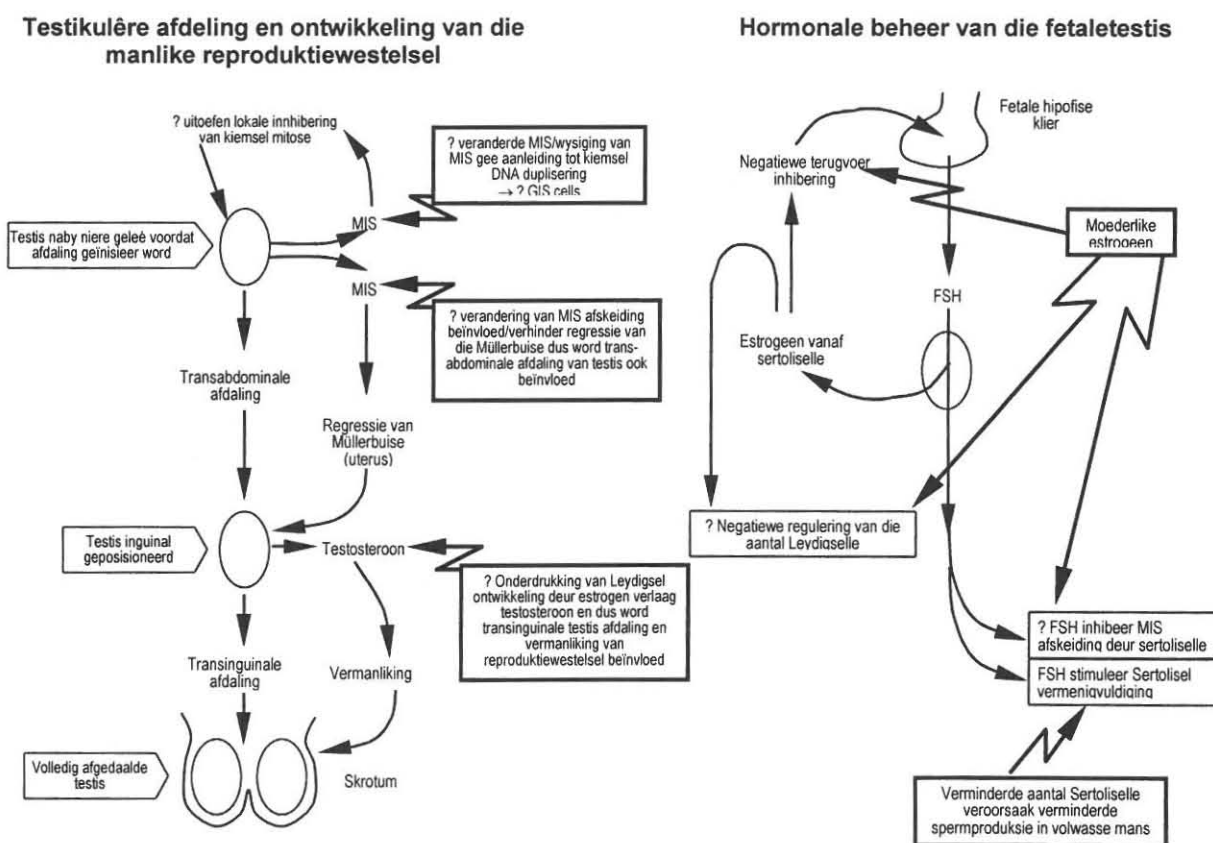 Testikulêre afdeling en ontwikkeling van die
manlike reproduktiewestelsel
? uitoefen lokale innhibering
van kiemsel mitose
? veranderde MIS/wysiging van
MIS gee aanleiding tot kiemsel
DNA duplisering
→ ? GIS cells
MIS
Testis naby niere geleë voordat
afdaling geïnisieer word
MIS
? verandering van MIS afskeiding
beïnvloed/verhinder regressie van
die Müllerbuise dus word trans-
abdominale afdaling van testis ook
beïnvloed
Transabdominale
afdaling
Regressie van
Müllerbuise
(uterus)
Testis inguinal
geposisioneerd
Testosteroon
? Onderdrukking van Leydigsel
ontwikkeling deur estrogen verlaag
testosteroon en dus word
transinguinale testis afdaling en
vermanliking van
reproduktiewestelsel beïnvloed
Transinguinale
afdaling
Vermanliking
Volledig afgedaalde
testis
Skrotum
Hormonale beheer van die fetaletestis
Fetale hipofise
klier
Negatiewe terugvoer
inhibering
Moederlike
estrogeen
FSH
Estrogeen vanaf
sertoliselle
? Negatiewe regulering van die
aantal Leydigselle
? FSH inhibeer MIS
afskeiding deur sertoliselle
FSH stimuleer Sertolisel
vermenigvuldiging
Verminderde aantal Sertoliselle
veroorsaak verminderde
spermproduksie in volwasse mans